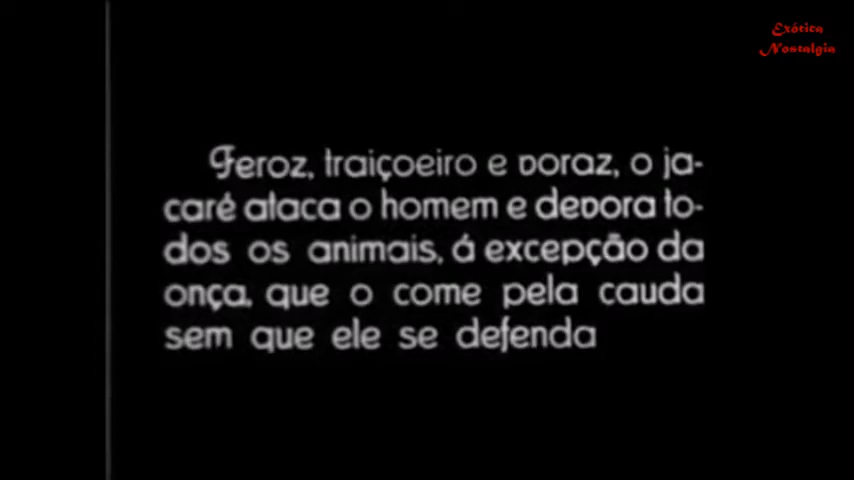 Exótica
Nostalgia
Feroz, traiçoeiro e voraz, o ja-
caré ataca o homem e devora to-
dos os animais, á excepção da
onça, que o come pela cauda
sem que ele se defenda